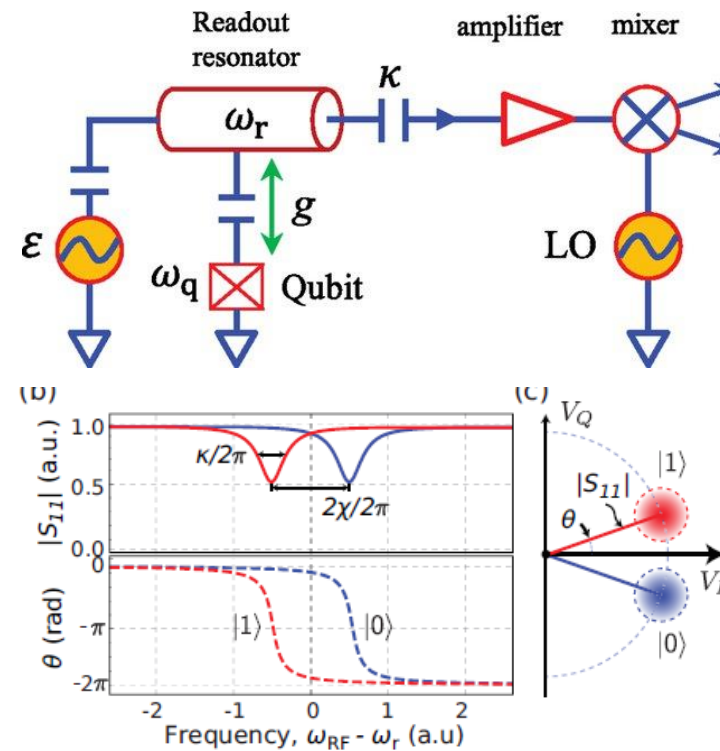 Readout
resonator
amplifier
mixer
κ
ω_r
ε
g
ω_q
Qubit
LO
(b)
(c)
|S_11| (a.u.)
1.0
0.5
0.0
κ/2π
2χ/2π
θ (rad)
0
-π
-2π
|1⟩
|0⟩
-2
-1
0
1
2
Frequency, ω_RF - ω_r (a.u)
V_Q
|1⟩
|S_11|
θ
|0⟩